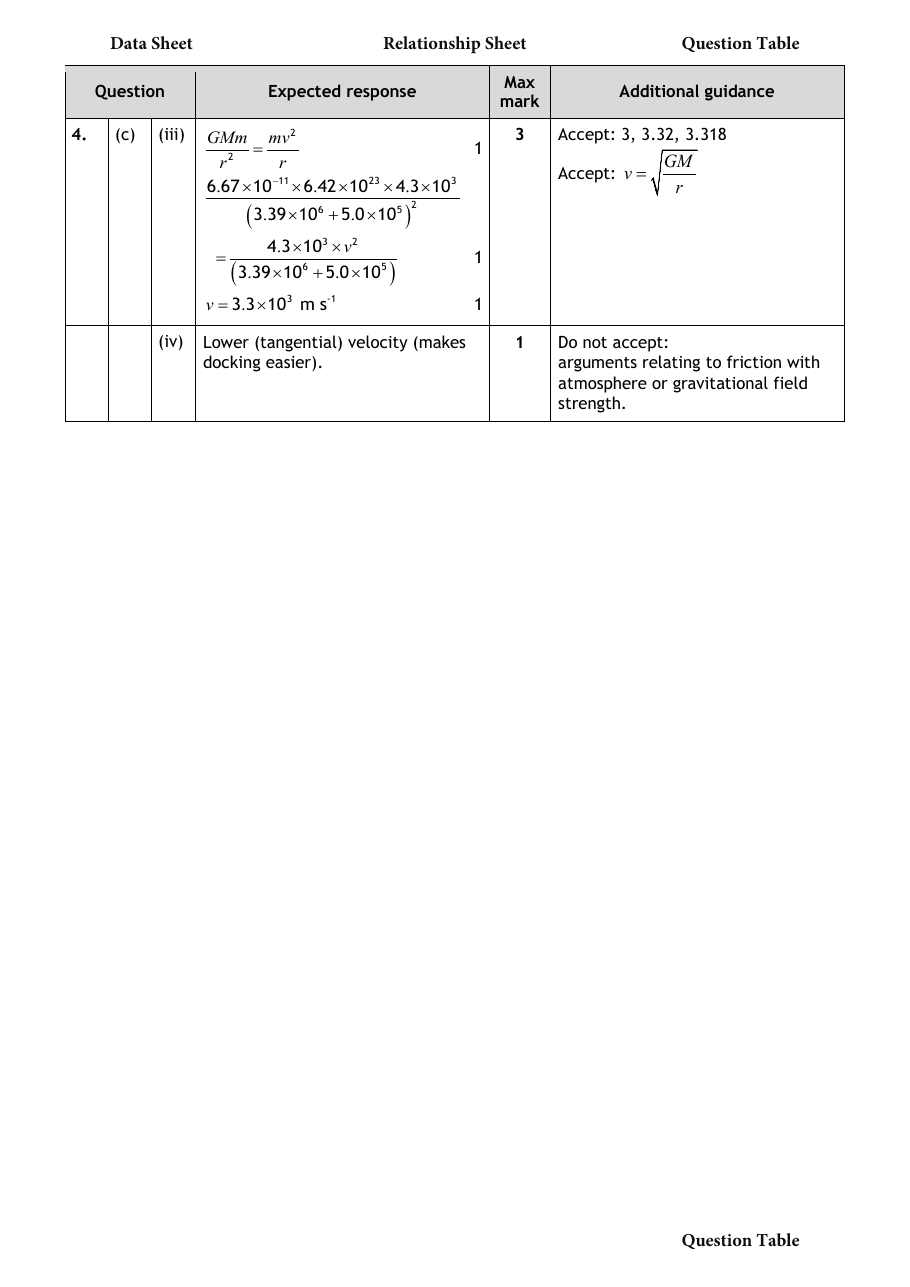 Data Sheet Relationship Sheet Question Table
Question Expected response Max mark Additional guidance
4. (c) (iii) GMm/r² = mv²/r 1 3 Accept: 3, 3.32, 3.318
Accept: v = √(GM/r)
6.67×10⁻¹¹×6.42×10²³×4.3×10³/(3.39×10⁶+5.0×10⁵)²
= 4.3×10³×v²/(3.39×10⁶+5.0×10⁵) 1
v = 3.3×10³ m s⁻¹ 1
(iv) Lower (tangential) velocity (makes 1 Do not accept:
docking easier). arguments relating to friction with
atmosphere or gravitational field
strength.
Question Table